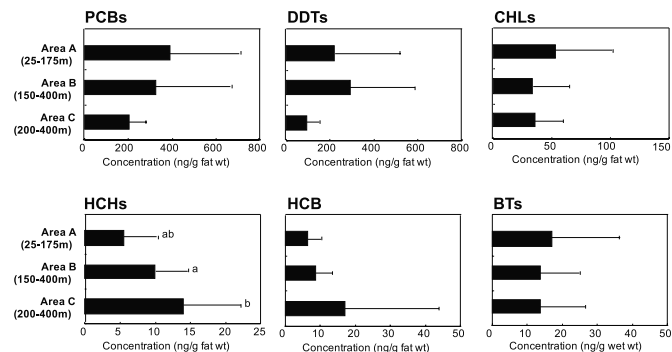 PCBs
DDTs
CHLs
Area A
(25-175m)
Area B
(150-400m)
Area C
(200-400m)
0 200 400 600 800
0 200 400 600 800
0 50 100 150
Concentration (ng/g fat wt)
Concentration (ng/g fat wt)
Concentration (ng/g fat wt)
HCHs
HCB
BTs
Area A
(25-175m)
ab
Area B
(150-400m)
a
Area C
(200-400m)
b
0 5 10 15 20 25
0 10 20 30 40 50
0 10 20 30 40 50
Concentration (ng/g fat wt)
Concentration (ng/g fat wt)
Concentration (ng/g wet wt)